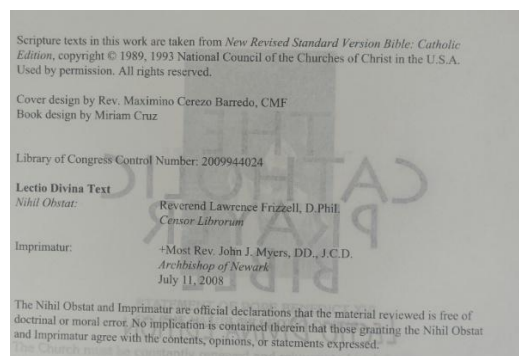 Scripture texts in this work are taken from New Revised Standard Version Bible: Catholic
Edition, copyright © 1989, 1993 National Council of the Churches of Christ in the U.S.A.
Used by permission. All rights reserved.
Cover design by Rev. Maximino Cerezo Barredo, CMF
Book design by Miriam Cruz
Library of Congress Control Number: 2009944024
Lectio Divina Text
Nihil Obstat: Reverend Lawrence Frizzell, D.Phil.
Censor Librorum
Imprimatur: +Most Rev. John J. Myers, DD., J.C.D.
Archbishop of Newark
July 11, 2008
The Nihil Obstat and Imprimatur are official declarations that the material reviewed is free of
doctrinal or moral error. No implication is contained therein that those granting the Nihil Obstat
and Imprimatur agree with the contents, opinions, or statements expressed.
THE
CATHOLIC
PRAYER
BIBLE